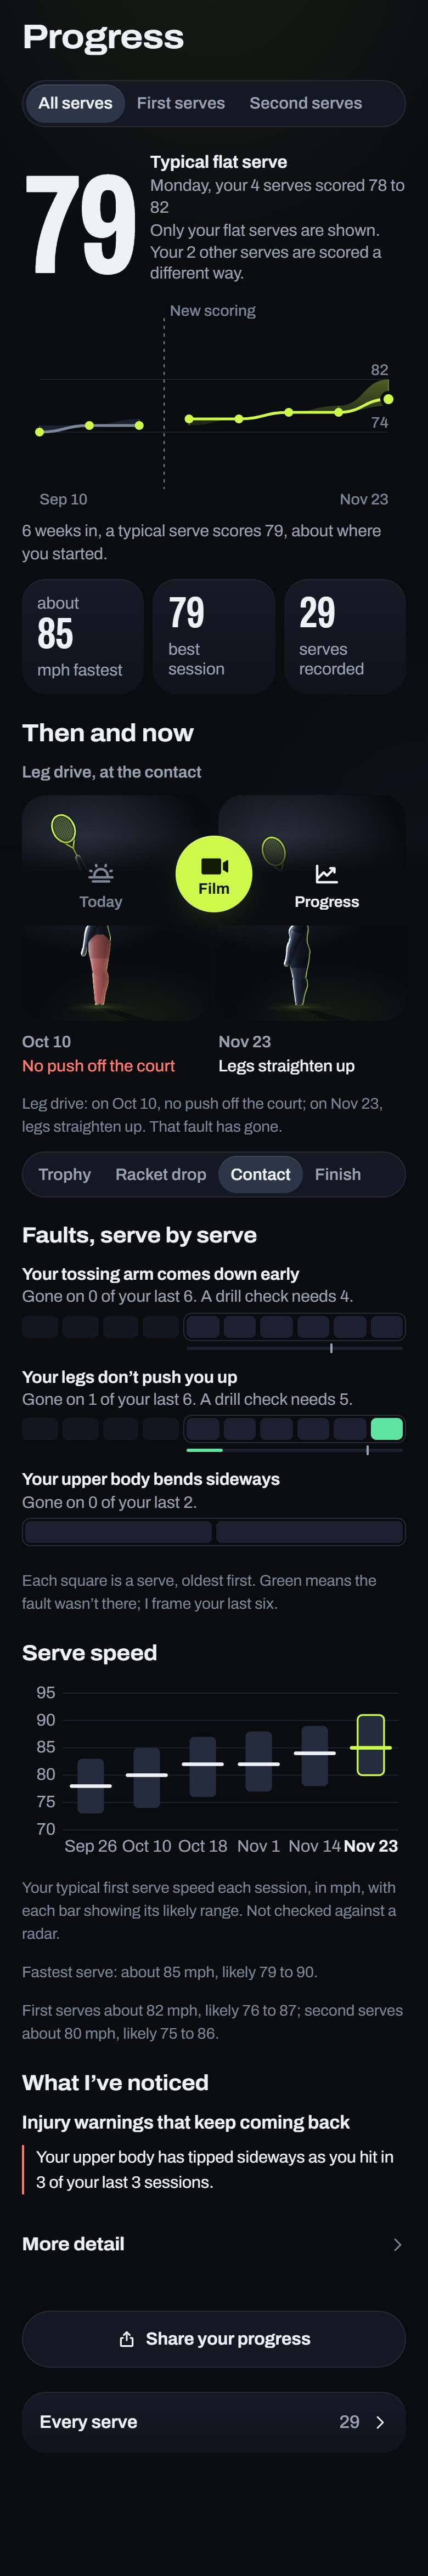 Progress
All serves
First serves
Second serves
79
Typical flat serve
Monday, your 4 serves scored 78 to
82
Only your flat serves are shown.
Your 2 other serves are scored a
different way.
New scoring
82
74
Sep 10
Nov 23
6 weeks in, a typical serve scores 79, about where
you started.
about
85
mph fastest
79
best
session
29
serves
recorded
Then and now
Leg drive, at the contact
Today
Film
Progress
Oct 10
No push off the court
Nov 23
Legs straighten up
Leg drive: on Oct 10, no push off the court; on Nov 23,
legs straighten up. That fault has gone.
Trophy
Racket drop
Contact
Finish
Faults, serve by serve
Your tossing arm comes down early
Gone on 0 of your last 6. A drill check needs 4.
Your legs don’t push you up
Gone on 1 of your last 6. A drill check needs 5.
Your upper body bends sideways
Gone on 0 of your last 2.
Each square is a serve, oldest first. Green means the
fault wasn’t there; I frame your last six.
Serve speed
95
90
85
80
75
70
Sep 26
Oct 10
Oct 18
Nov 1
Nov 14
Nov 23
Your typical first serve speed each session, in mph, with
each bar showing its likely range. Not checked against a
radar.
Fastest serve: about 85 mph, likely 79 to 90.
First serves about 82 mph, likely 76 to 87; second serves
about 80 mph, likely 75 to 86.
What I’ve noticed
Injury warnings that keep coming back
Your upper body has tipped sideways as you hit in
3 of your last 3 sessions.
More detail
Share your progress
Every serve
29